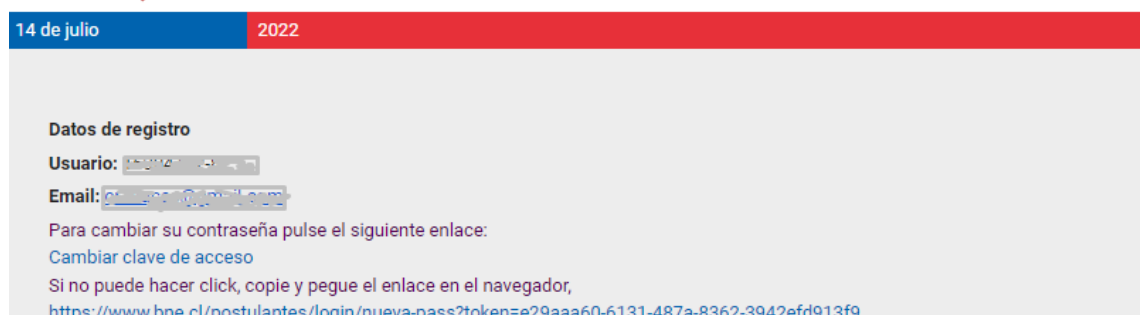 14 de julio 2022
Datos de registro
Usuario:
Email:
Para cambiar su contraseña pulse el siguiente enlace:
Cambiar clave de acceso
Si no puede hacer click, copie y pegue el enlace en el navegador,
https://www.bne.cl/postulantes/login/nueva-pass?token=e29aaa60-6131-487a-8362-3942efd913f9